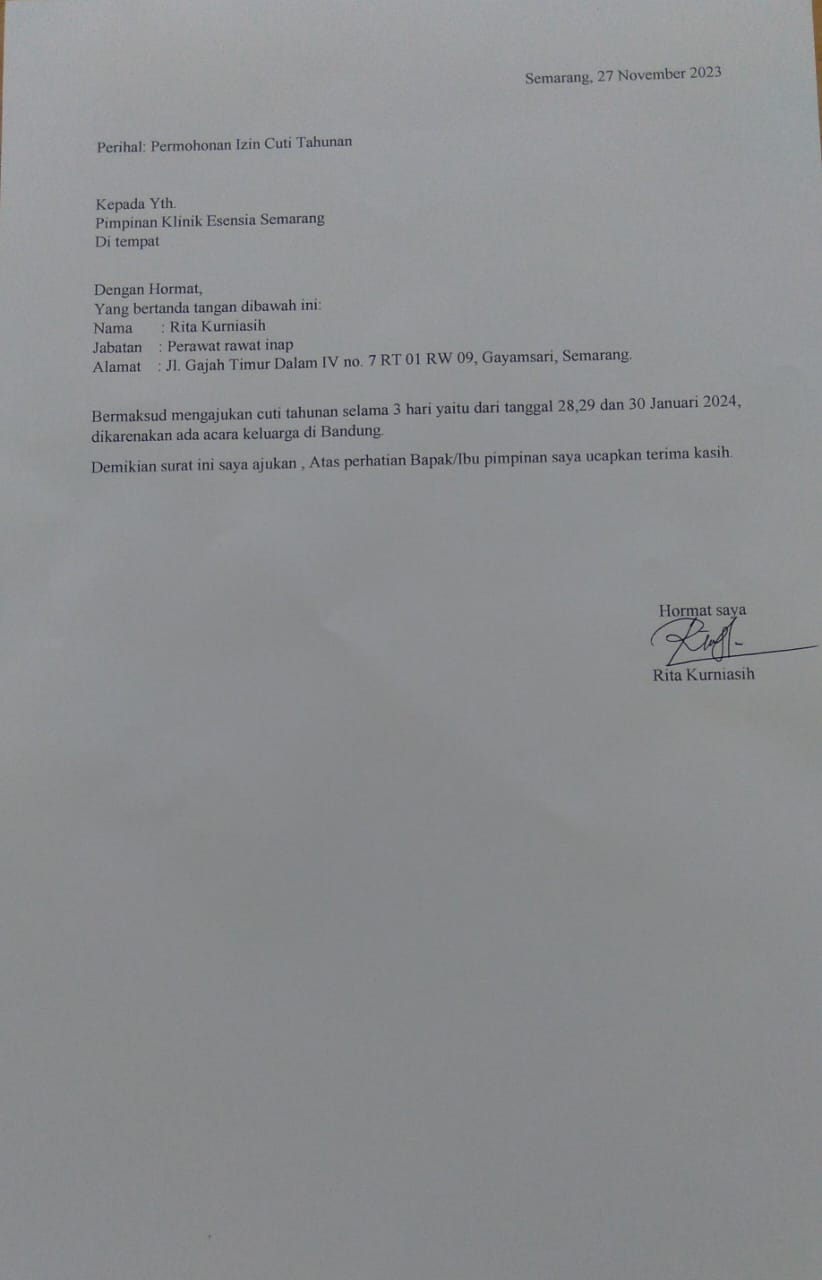 Semarang, 27 November 2023
Perihal: Permohonan Izin Cuti Tahunan
Kepada Yth.
Pimpinan Klinik Esensia Semarang
Di tempat
Dengan Hormat,
Yang bertanda tangan dibawah ini:
Nama : Rita Kurniasih
Jabatan : Perawat rawat inap
Alamat : Jl. Gajah Timur Dalam IV no. 7 RT 01 RW 09, Gayamsari, Semarang.
Bermaksud mengajukan cuti tahunan selama 3 hari yaitu dari tanggal 28,29 dan 30 Januari 2024,
dikarenakan ada acara keluarga di Bandung.
Demikian surat ini saya ajukan , Atas perhatian Bapak/Ibu pimpinan saya ucapkan terima kasih.
Hormat saya
Rita Kurniasih